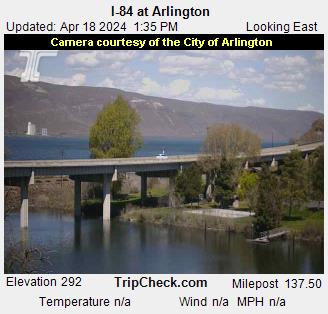 I-84 at Arlington
Updated: Apr 18 2024 1:35 PM Looking East
Camera courtesy of the City of Arlington
Elevation 292 TripCheck.com Milepost 137.50
Temperature n/a Wind n/a MPH n/a